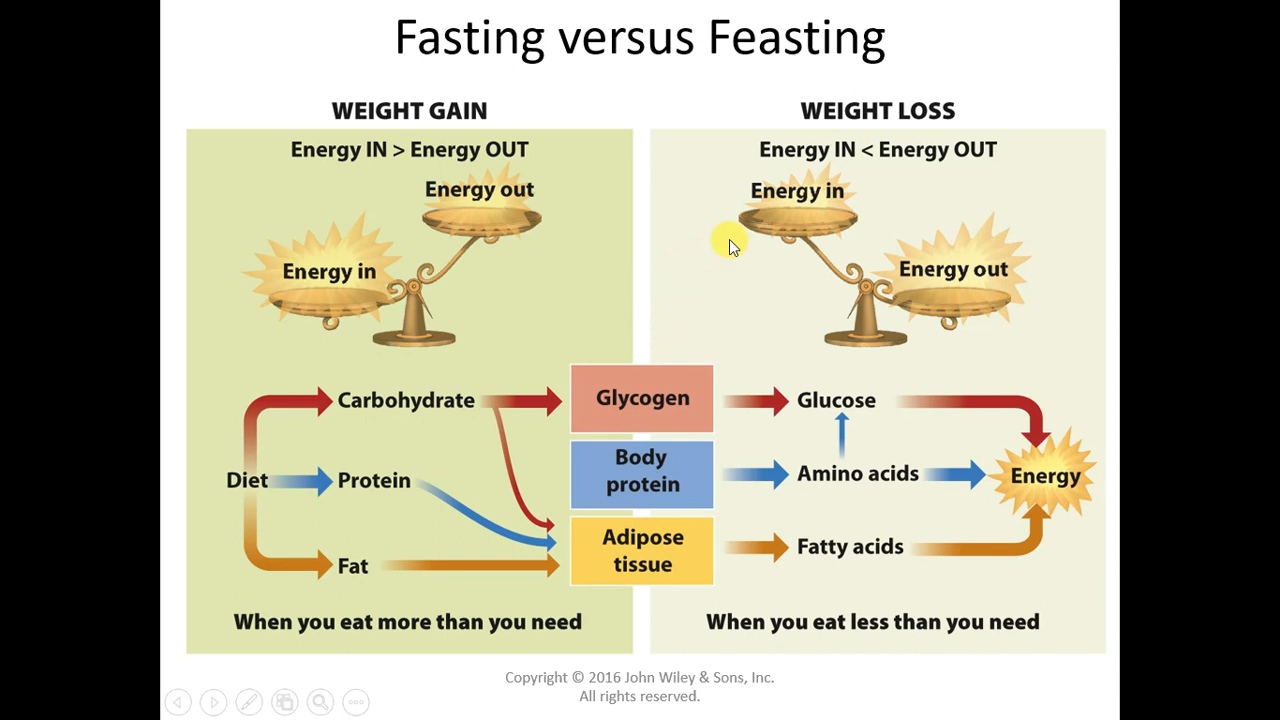 Fasting versus Feasting
WEIGHT GAIN
Energy IN > Energy OUT
Energy out
Energy in
WEIGHT LOSS
Energy IN < Energy OUT
Energy in
Energy out
Diet
Carbohydrate
Protein
Fat
Glycogen
Body
protein
Adipose
tissue
Glucose
Amino acids
Fatty acids
Energy
When you eat more than you need
When you eat less than you need
Copyright © 2016 John Wiley & Sons, Inc.
All rights reserved.